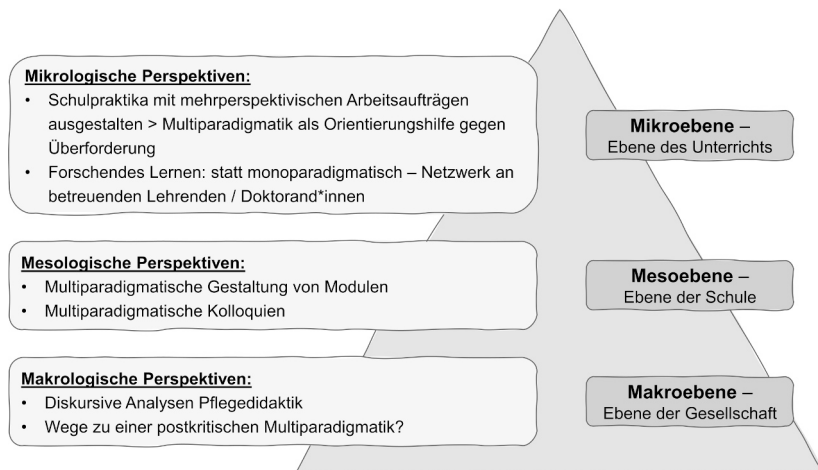 Mikrologische Perspektiven:
• Schulpraktika mit mehrperspektivischen Arbeitsaufträgen
ausgestalten > Multiparadigmatik als Orientierungshilfe gegen
Überforderung
• Forschendes Lernen: statt monoparadigmatisch – Netzwerk an
betreuenden Lehrenden / Doktorand*innen
Mikroebene –
Ebene des Unterrichts
Mesologische Perspektiven:
• Multiparadigmatische Gestaltung von Modulen
• Multiparadigmatische Kolloquien
Mesoebene –
Ebene der Schule
Makrologische Perspektiven:
• Diskursive Analysen Pflegedidaktik
• Wege zu einer postkritischen Multiparadigmatik?
Makroebene –
Ebene der Gesellschaft